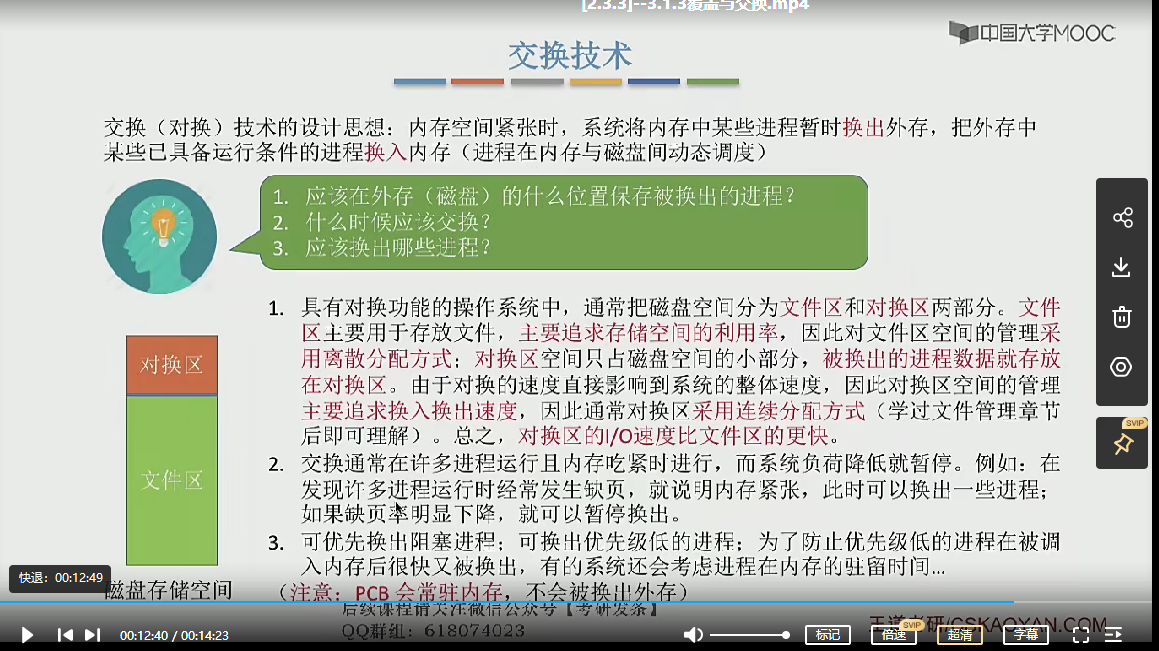 [2.3.3]--3.1.3覆盖与交换.mp4
中国大学MOOC
交换技术
交换（对换）技术的设计思想：内存空间紧张时，系统将内存中某些进程暂时换出外存，把外存中
某些已具备运行条件的进程换入内存（进程在内存与磁盘间动态调度）
1. 应该在外存（磁盘）的什么位置保存被换出的进程？
2. 什么时候应该交换？
3. 应该换出哪些进程？
1. 具有对换功能的操作系统中，通常把磁盘空间分为文件区和对换区两部分。文件
区主要用于存放文件，主要追求存储空间的利用率，因此对文件区空间的管理采
用离散分配方式；对换区空间只占磁盘空间的小部分，被换出的进程数据就存放
在对换区。由于对换的速度直接影响到系统的整体速度，因此对换区空间的管理
主要追求换入换出速度，因此通常对换区采用连续分配方式（学过文件管理章节
后即可理解）。总之，对换区的I/O速度比文件区的更快。
2. 交换通常在许多进程运行且内存吃紧时进行，而系统负荷降低就暂停。例如：在
发现许多进程运行时经常发生缺页，就说明内存紧张，此时可以换出一些进程；
如果缺页率明显下降，就可以暂停换出。
3. 可优先换出阻塞进程；可换出优先级低的进程；为了防止优先级低的进程在被调
入内存后很快又被换出，有的系统还会考虑进程在内存的驻留时间…
（注意：PCB 会常驻内存，不会被换出外存）
对换区
文件区
磁盘存储空间
SVIP
快退：00:12:49
后续课程请关注微信公众号【考研发条】
QQ群组：618074023
王道考研/CSKAOYAN.COM
00:12:40 / 00:14:23
标记
倍速
SVIP
超清
字幕